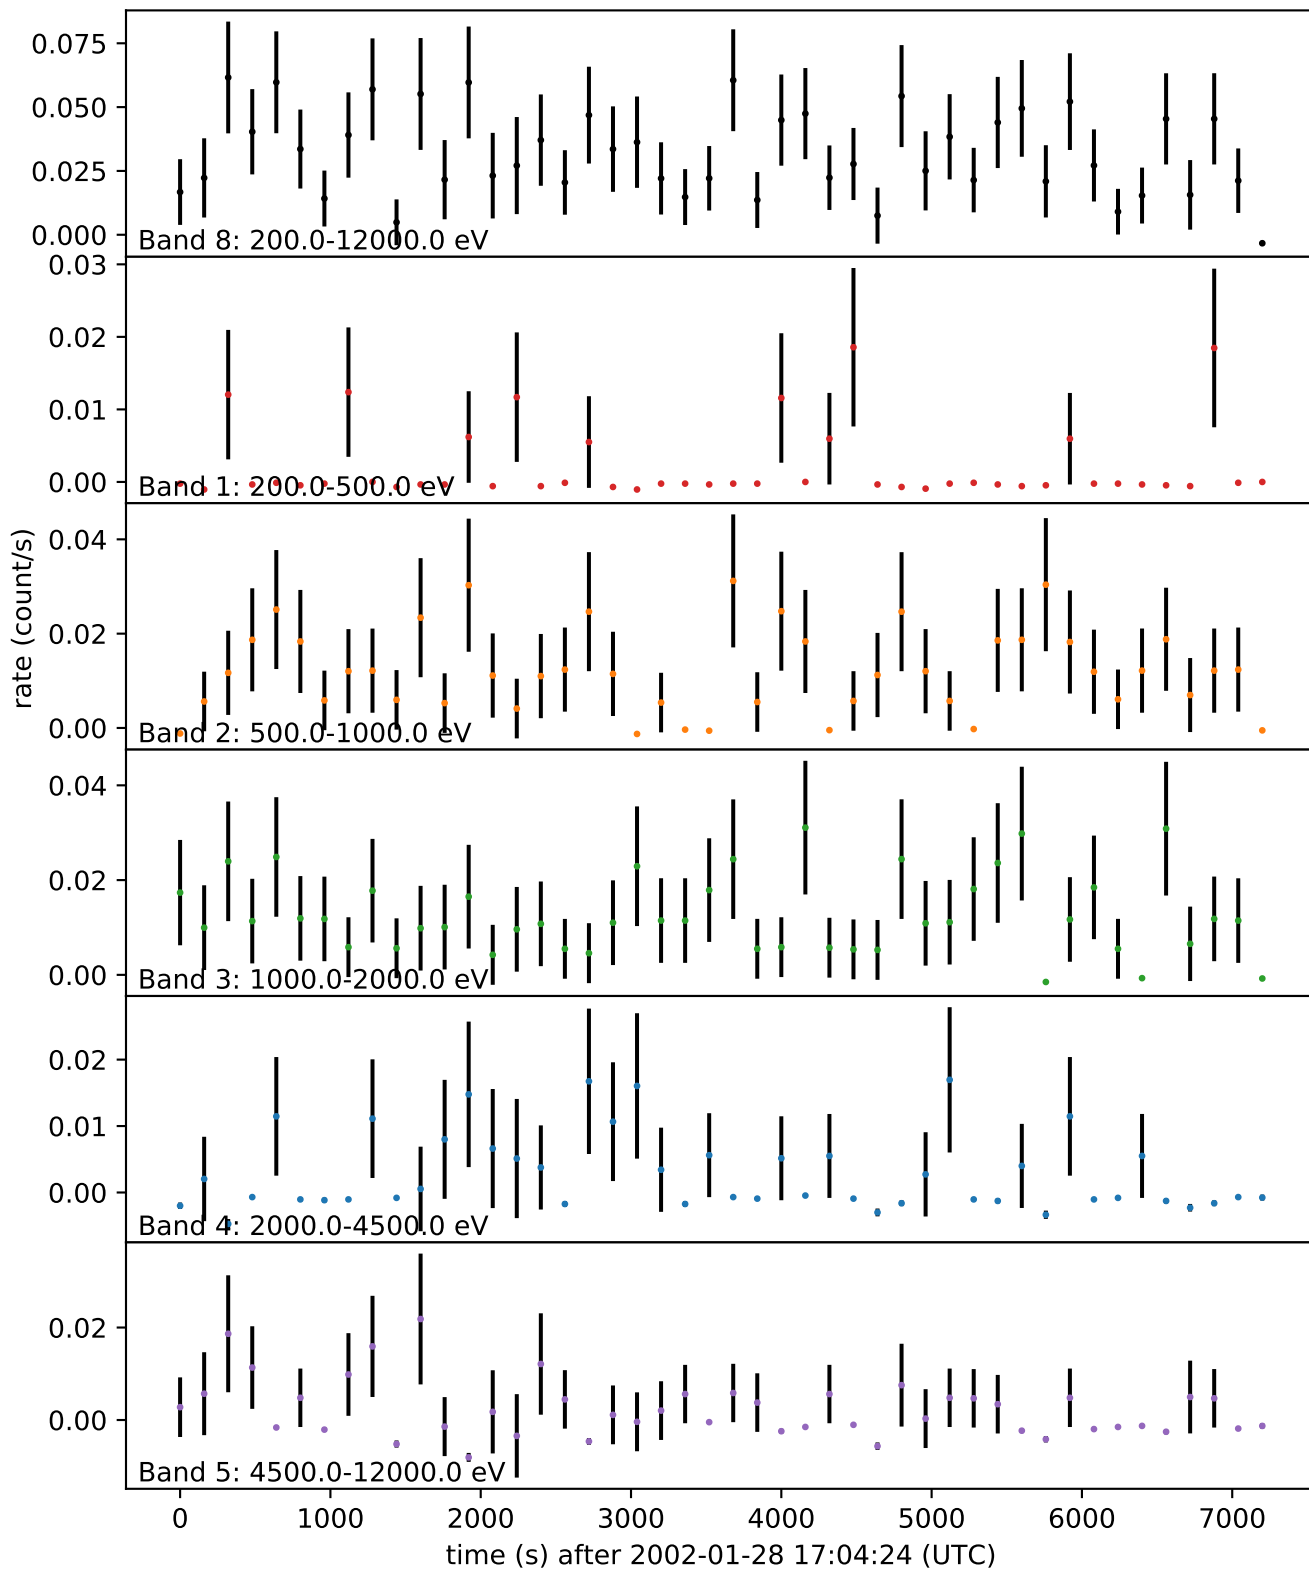 0.075
0.050
0.025
0.000
Band 8: 200.0-12000.0 eV
0.03
0.02
0.01
0.00
Band 1: 200.0-500.0 eV
rate (count/s)
0.04
0.02
0.00
Band 2: 500.0-1000.0 eV
0.04
0.02
0.00
Band 3: 1000.0-2000.0 eV
0.02
0.01
0.00
Band 4: 2000.0-4500.0 eV
0.02
0.00
Band 5: 4500.0-12000.0 eV
0 1000 2000 3000 4000 5000 6000 7000
time (s) after 2002-01-28 17:04:24 (UTC)